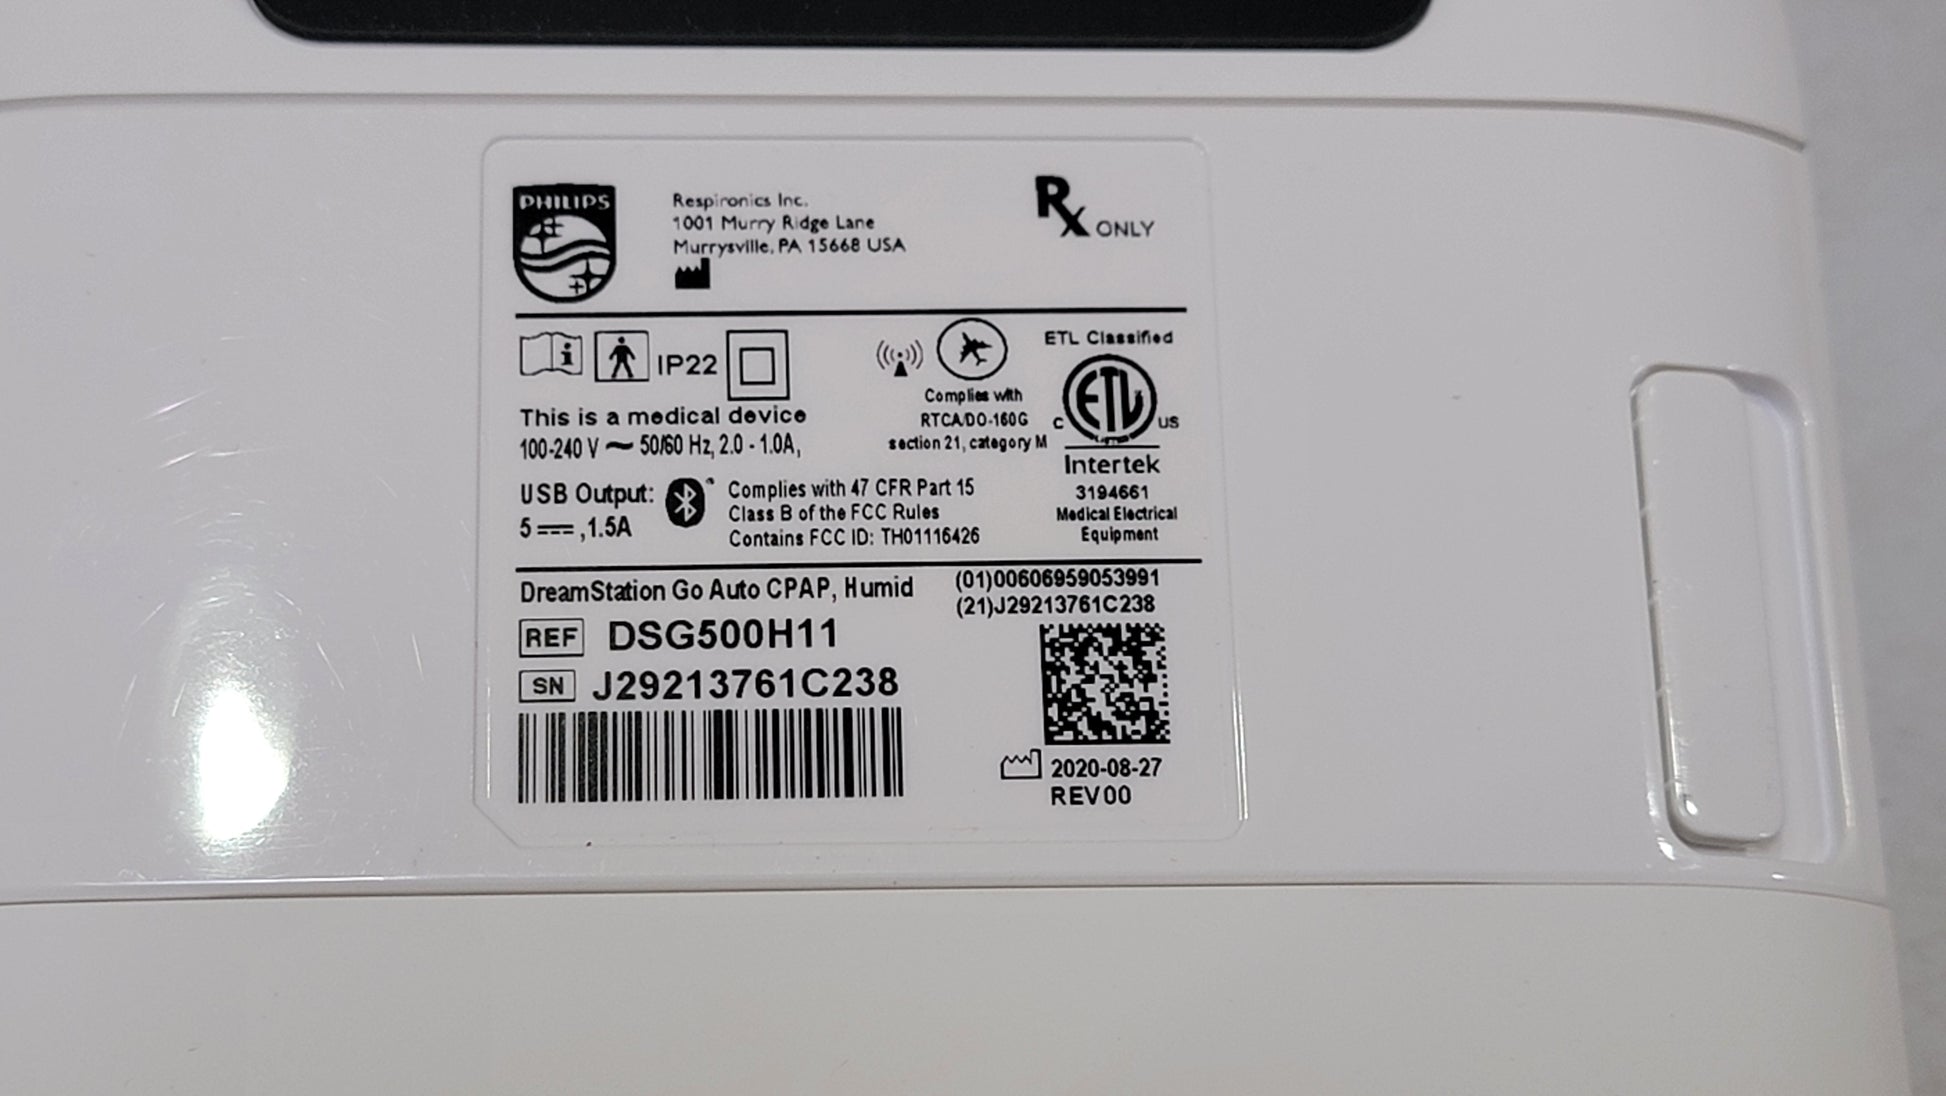 PHILIPS
Respironics Inc.
1001 Murry Ridge Lane
Murrysville, PA 15668 USA
Rx ONLY
IP22
This is a medical device
100-240 V ~ 50/60 Hz, 2.0 - 1.0A,
USB Output:
5 ⎓, 1.5A
Complies with
RTCA/DO-160G
section 21, category M
Complies with 47 CFR Part 15
Class B of the FCC Rules
Contains FCC ID: TH01116426
ETL Classified
ETL
C US
Intertek
3194661
Medical Electrical
Equipment
DreamStation Go Auto CPAP, Humid
REF DSG500H11
SN J29213761C238
(01)00606959053991
(21)J29213761C238
2020-08-27
REV00